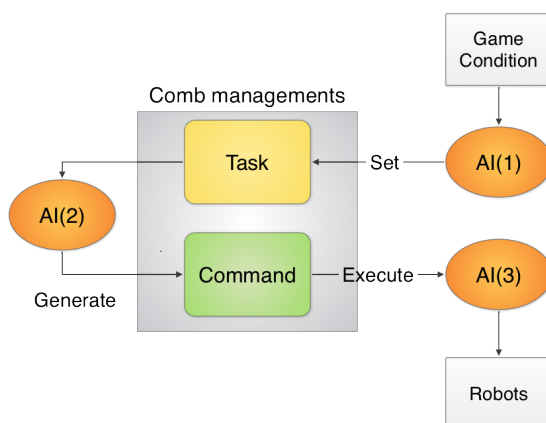 Game
Condition
Comb managements
Task
Set
AI(1)
AI(2)
Command
Execute
AI(3)
Generate
Robots